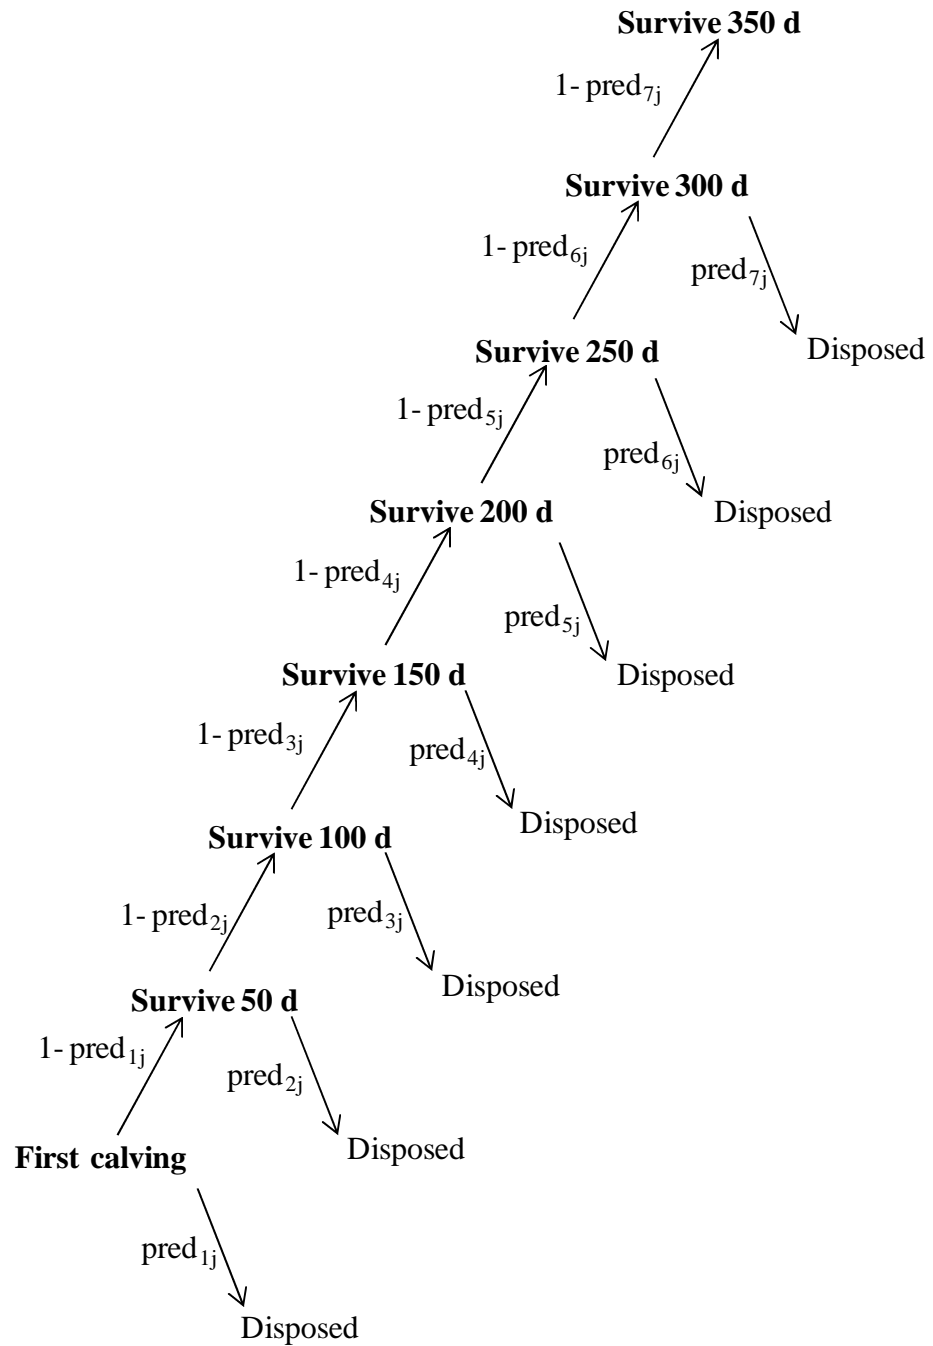 Survive 350 d
1- pred7j
Survive 300 d
1- pred6j
pred7j
Disposed
Survive 250 d
1- pred5j
pred6j
Disposed
Survive 200 d
1- pred4j
pred5j
Disposed
Survive 150 d
1- pred3j
pred4j
Disposed
Survive 100 d
1- pred2j
pred3j
Disposed
Survive 50 d
1- pred1j
pred2j
Disposed
First calving
pred1j
Disposed